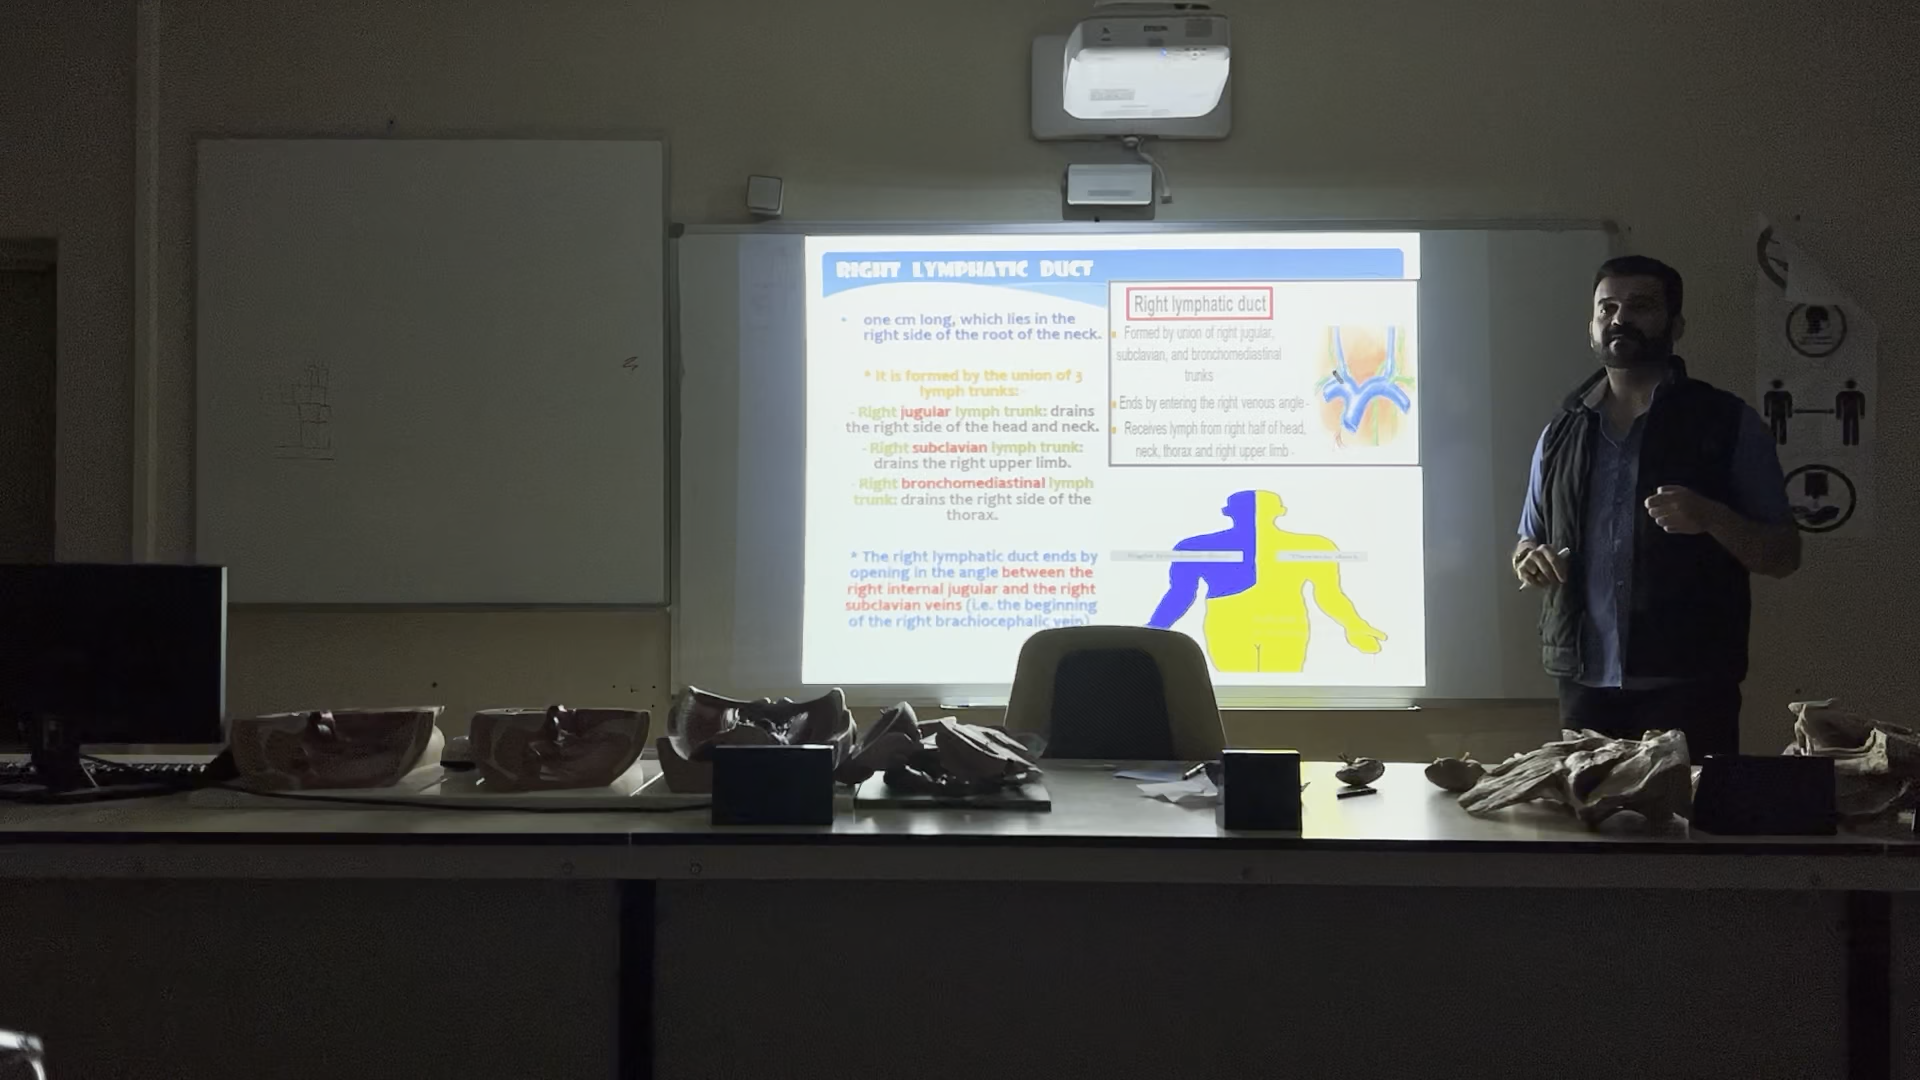 EPSON
RIGHT LYMPHATIC DUCT
• one cm long, which lies in the
right side of the root of the neck.
* It is formed by the union of 3
lymph trunks:
- Right jugular lymph trunk: drains
the right side of the head and neck.
- Right subclavian lymph trunk:
drains the right upper limb.
- Right bronchomediastinal lymph
trunk: drains the right side of the
thorax.
* The right lymphatic duct ends by
opening in the angle between the
right internal jugular and the right
subclavian veins (i.e. the beginning
of the right brachiocephalic vein)
Right lymphatic duct
Formed by union of right jugular,
subclavian, and bronchomediastinal
trunks
Ends by entering the right venous angle -
Receives lymph from right half of head,
neck, thorax and right upper limb -